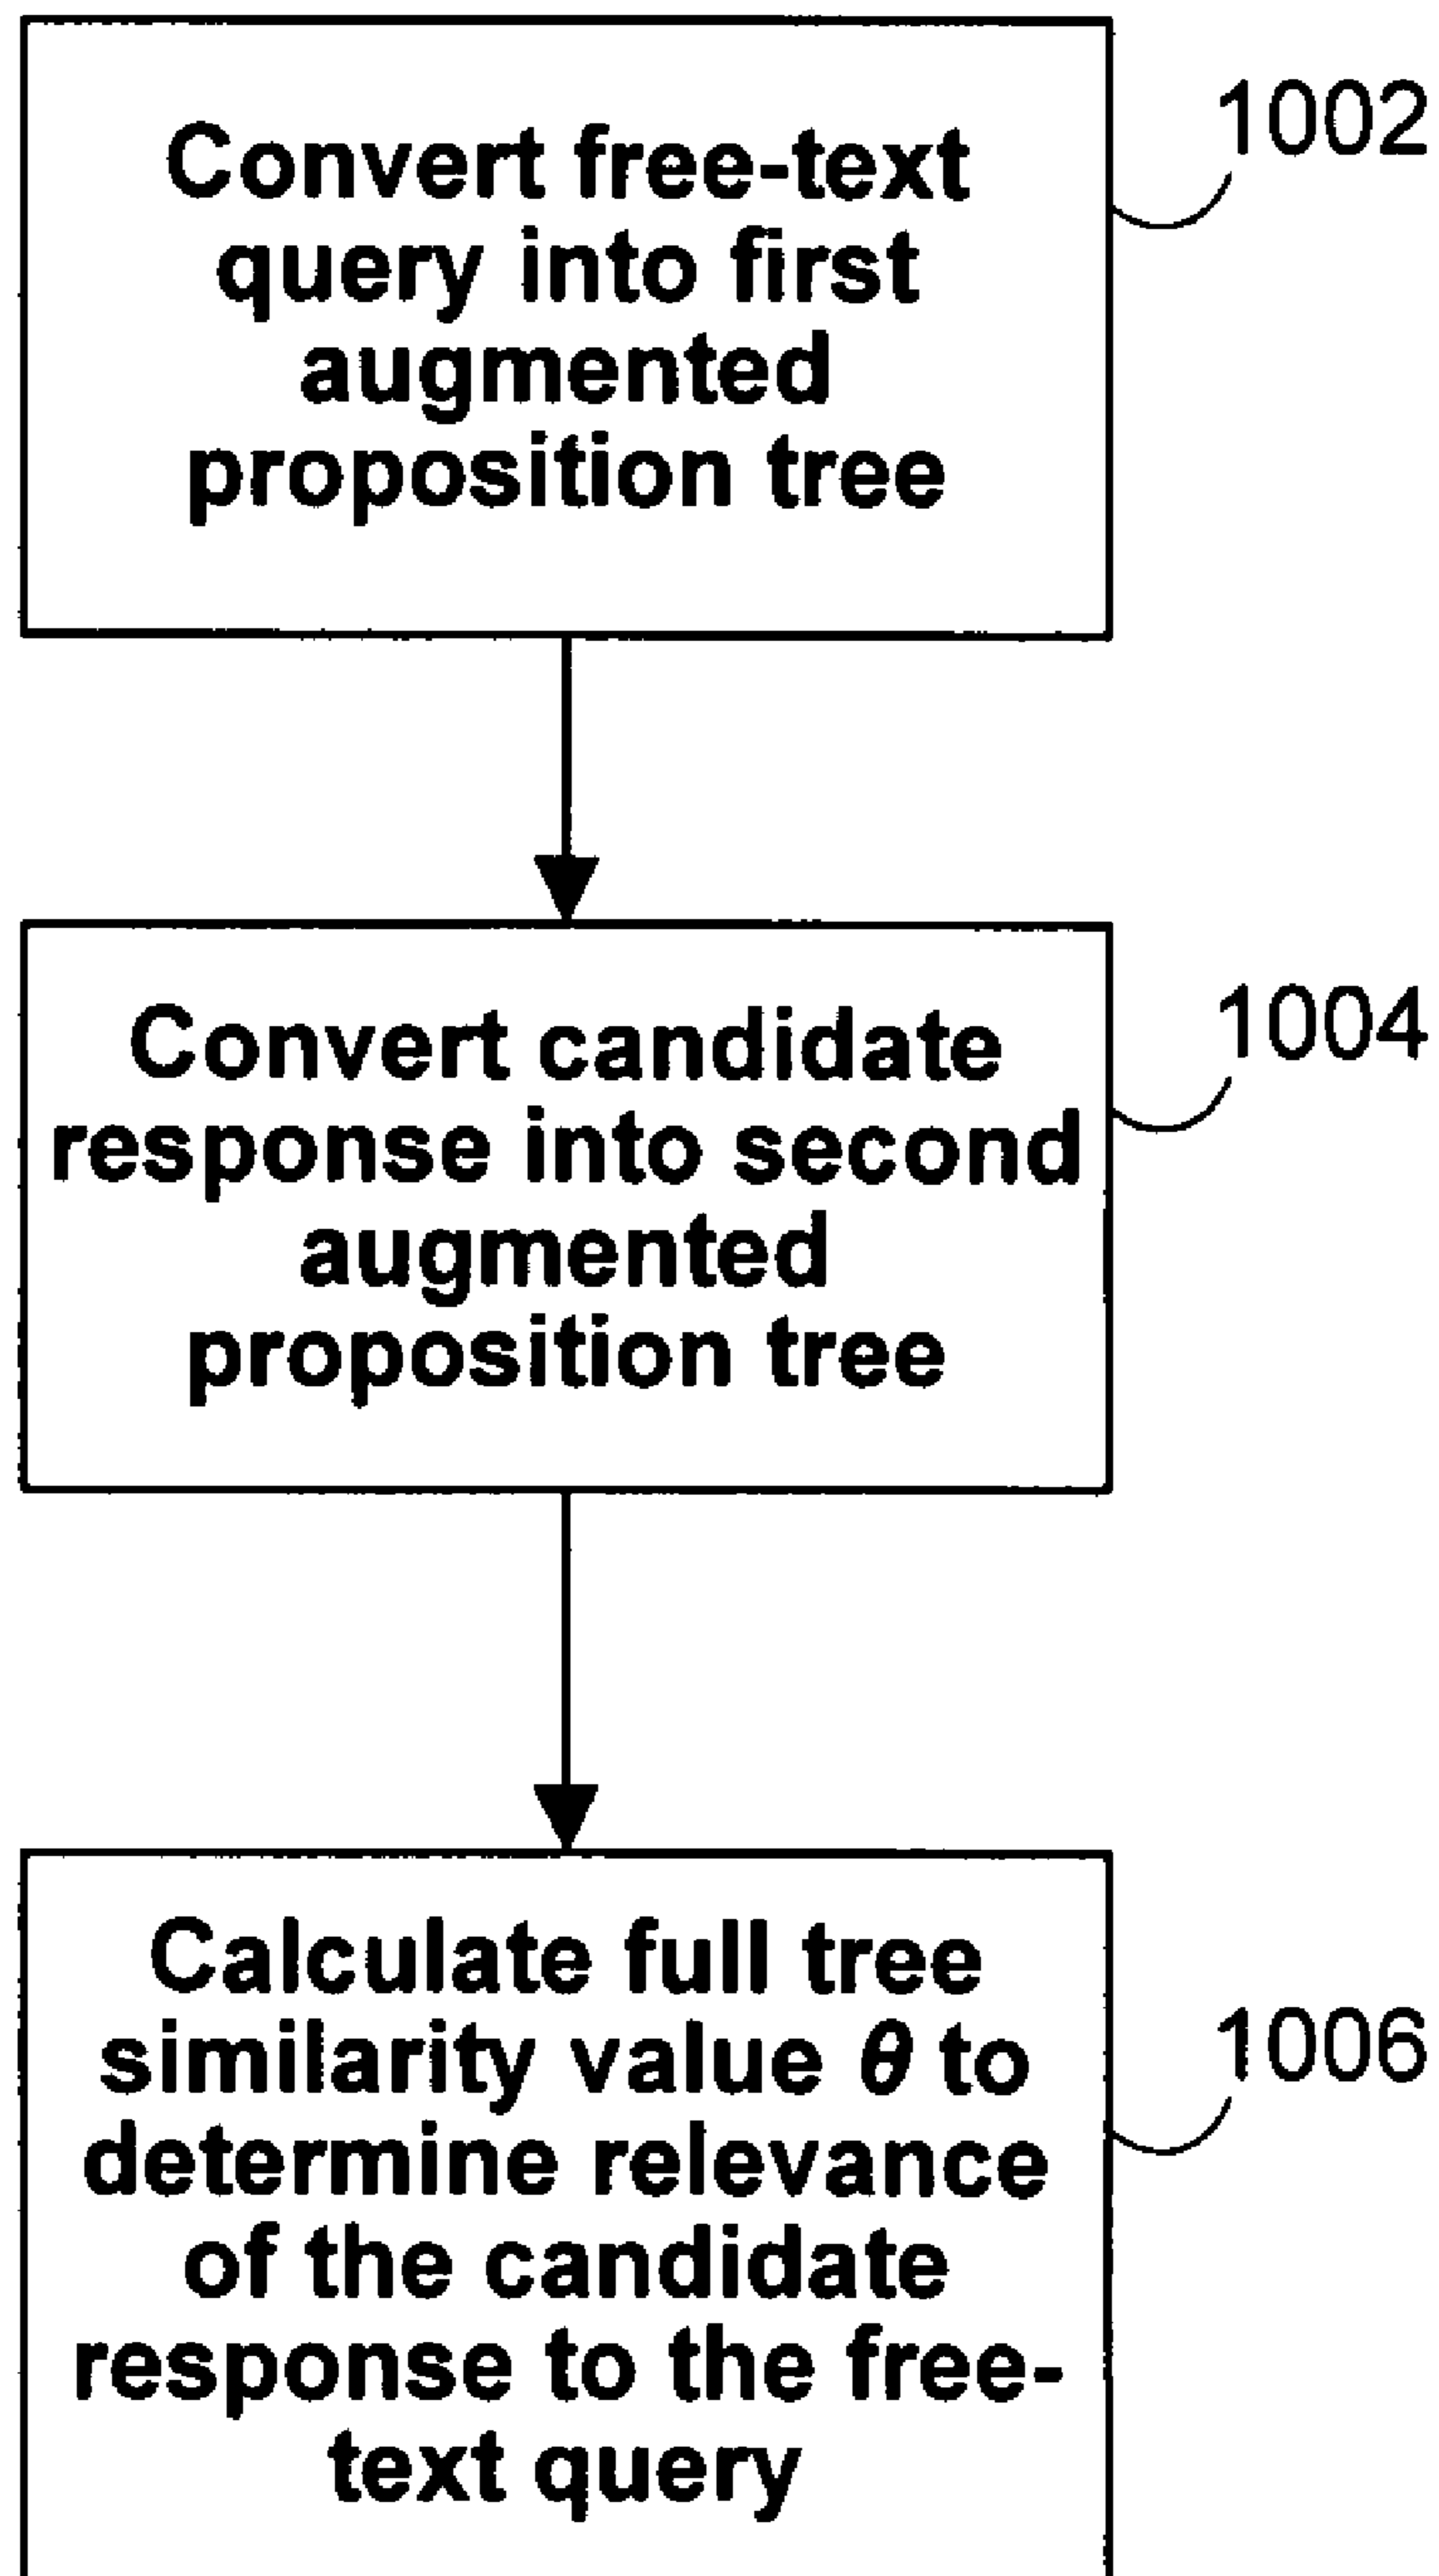 Convert free-text
query into first
augmented
proposition tree
1002
Convert candidate
response into second
augmented
proposition tree
1004
Calculate full tree
similarity value θ to
determine relevance
of the candidate
response to the free-
text query
1006